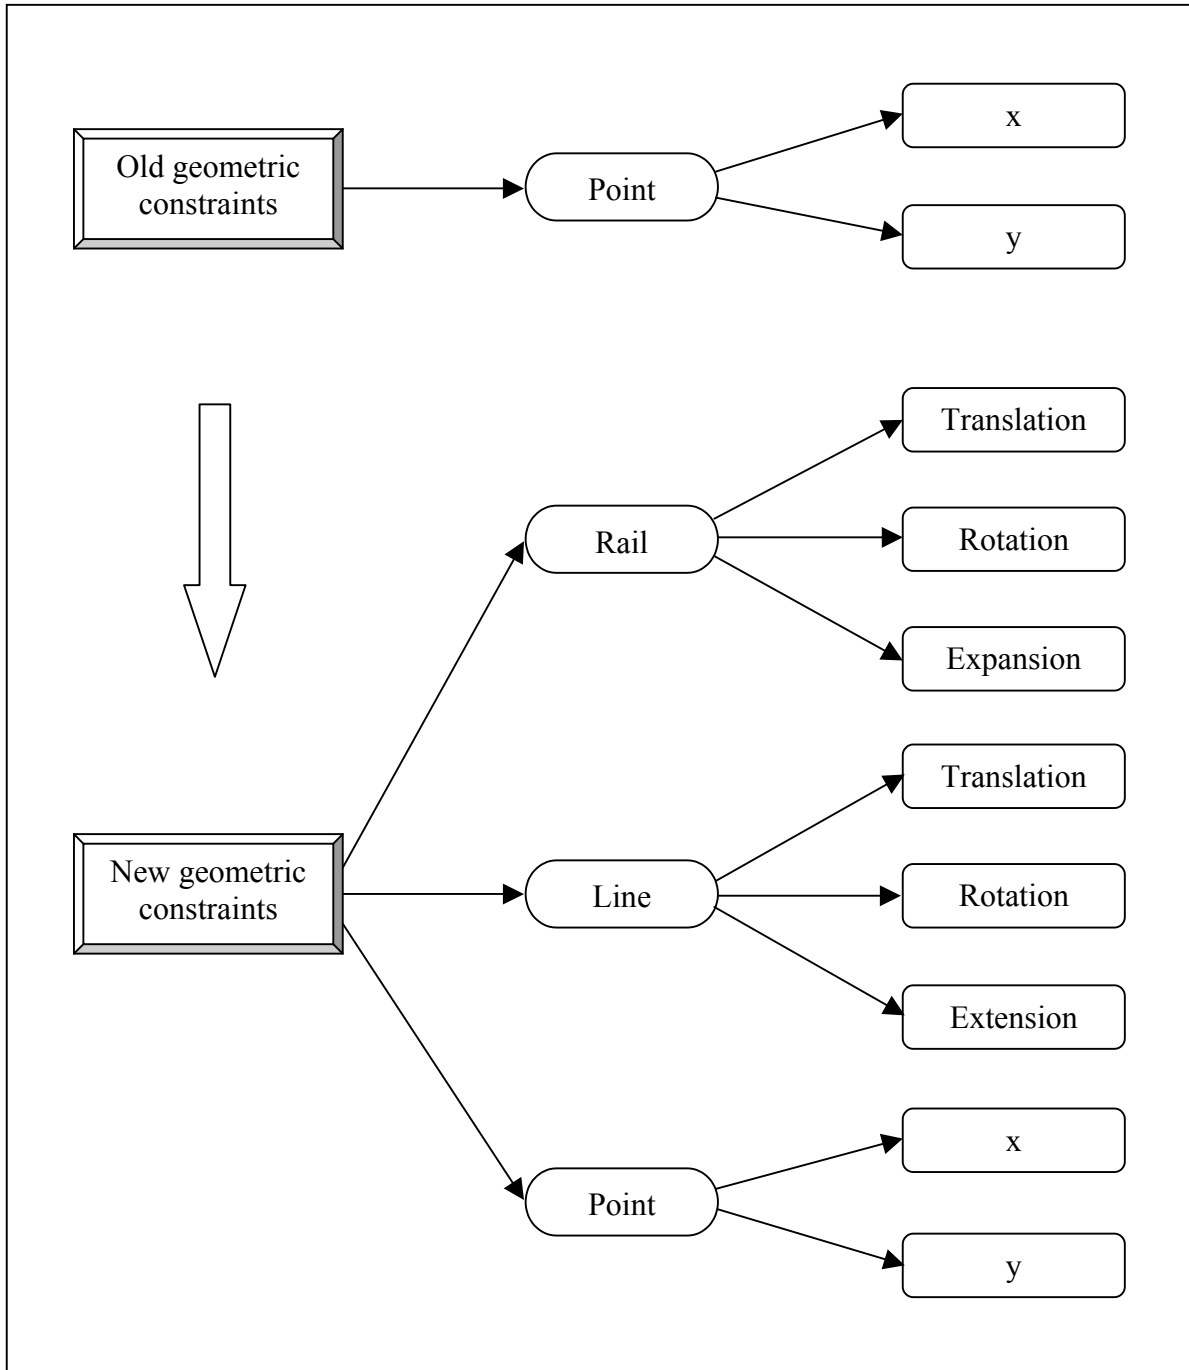 Old geometric
constraints
Point
x
y
Translation
Rail
Rotation
Expansion
New geometric
constraints
Translation
Line
Rotation
Extension
Point
x
y